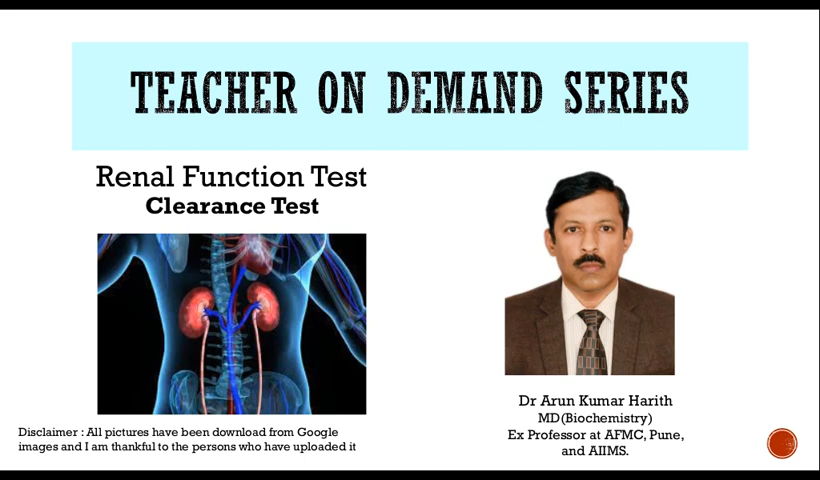 TEACHER ON DEMAND SERIES
Renal Function Test
Clearance Test
Dr Arun Kumar Harith
MD(Biochemistry)
Ex Professor at AFMC, Pune,
and AIIMS.
Disclaimer : All pictures have been download from Google
images and I am thankful to the persons who have uploaded it